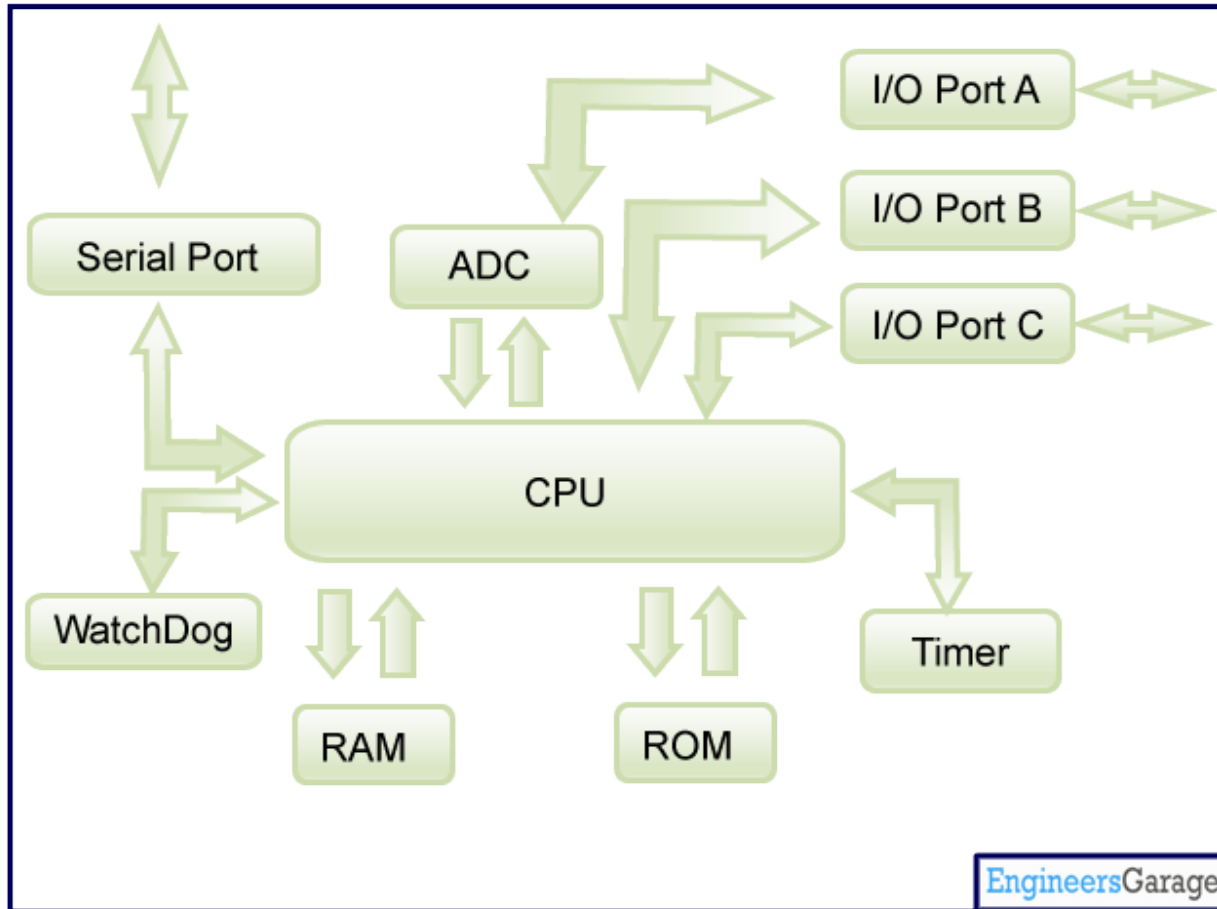 I/O Port A
I/O Port B
Serial Port
ADC
I/O Port C
CPU
WatchDog
Timer
RAM
ROM
EngineersGarage